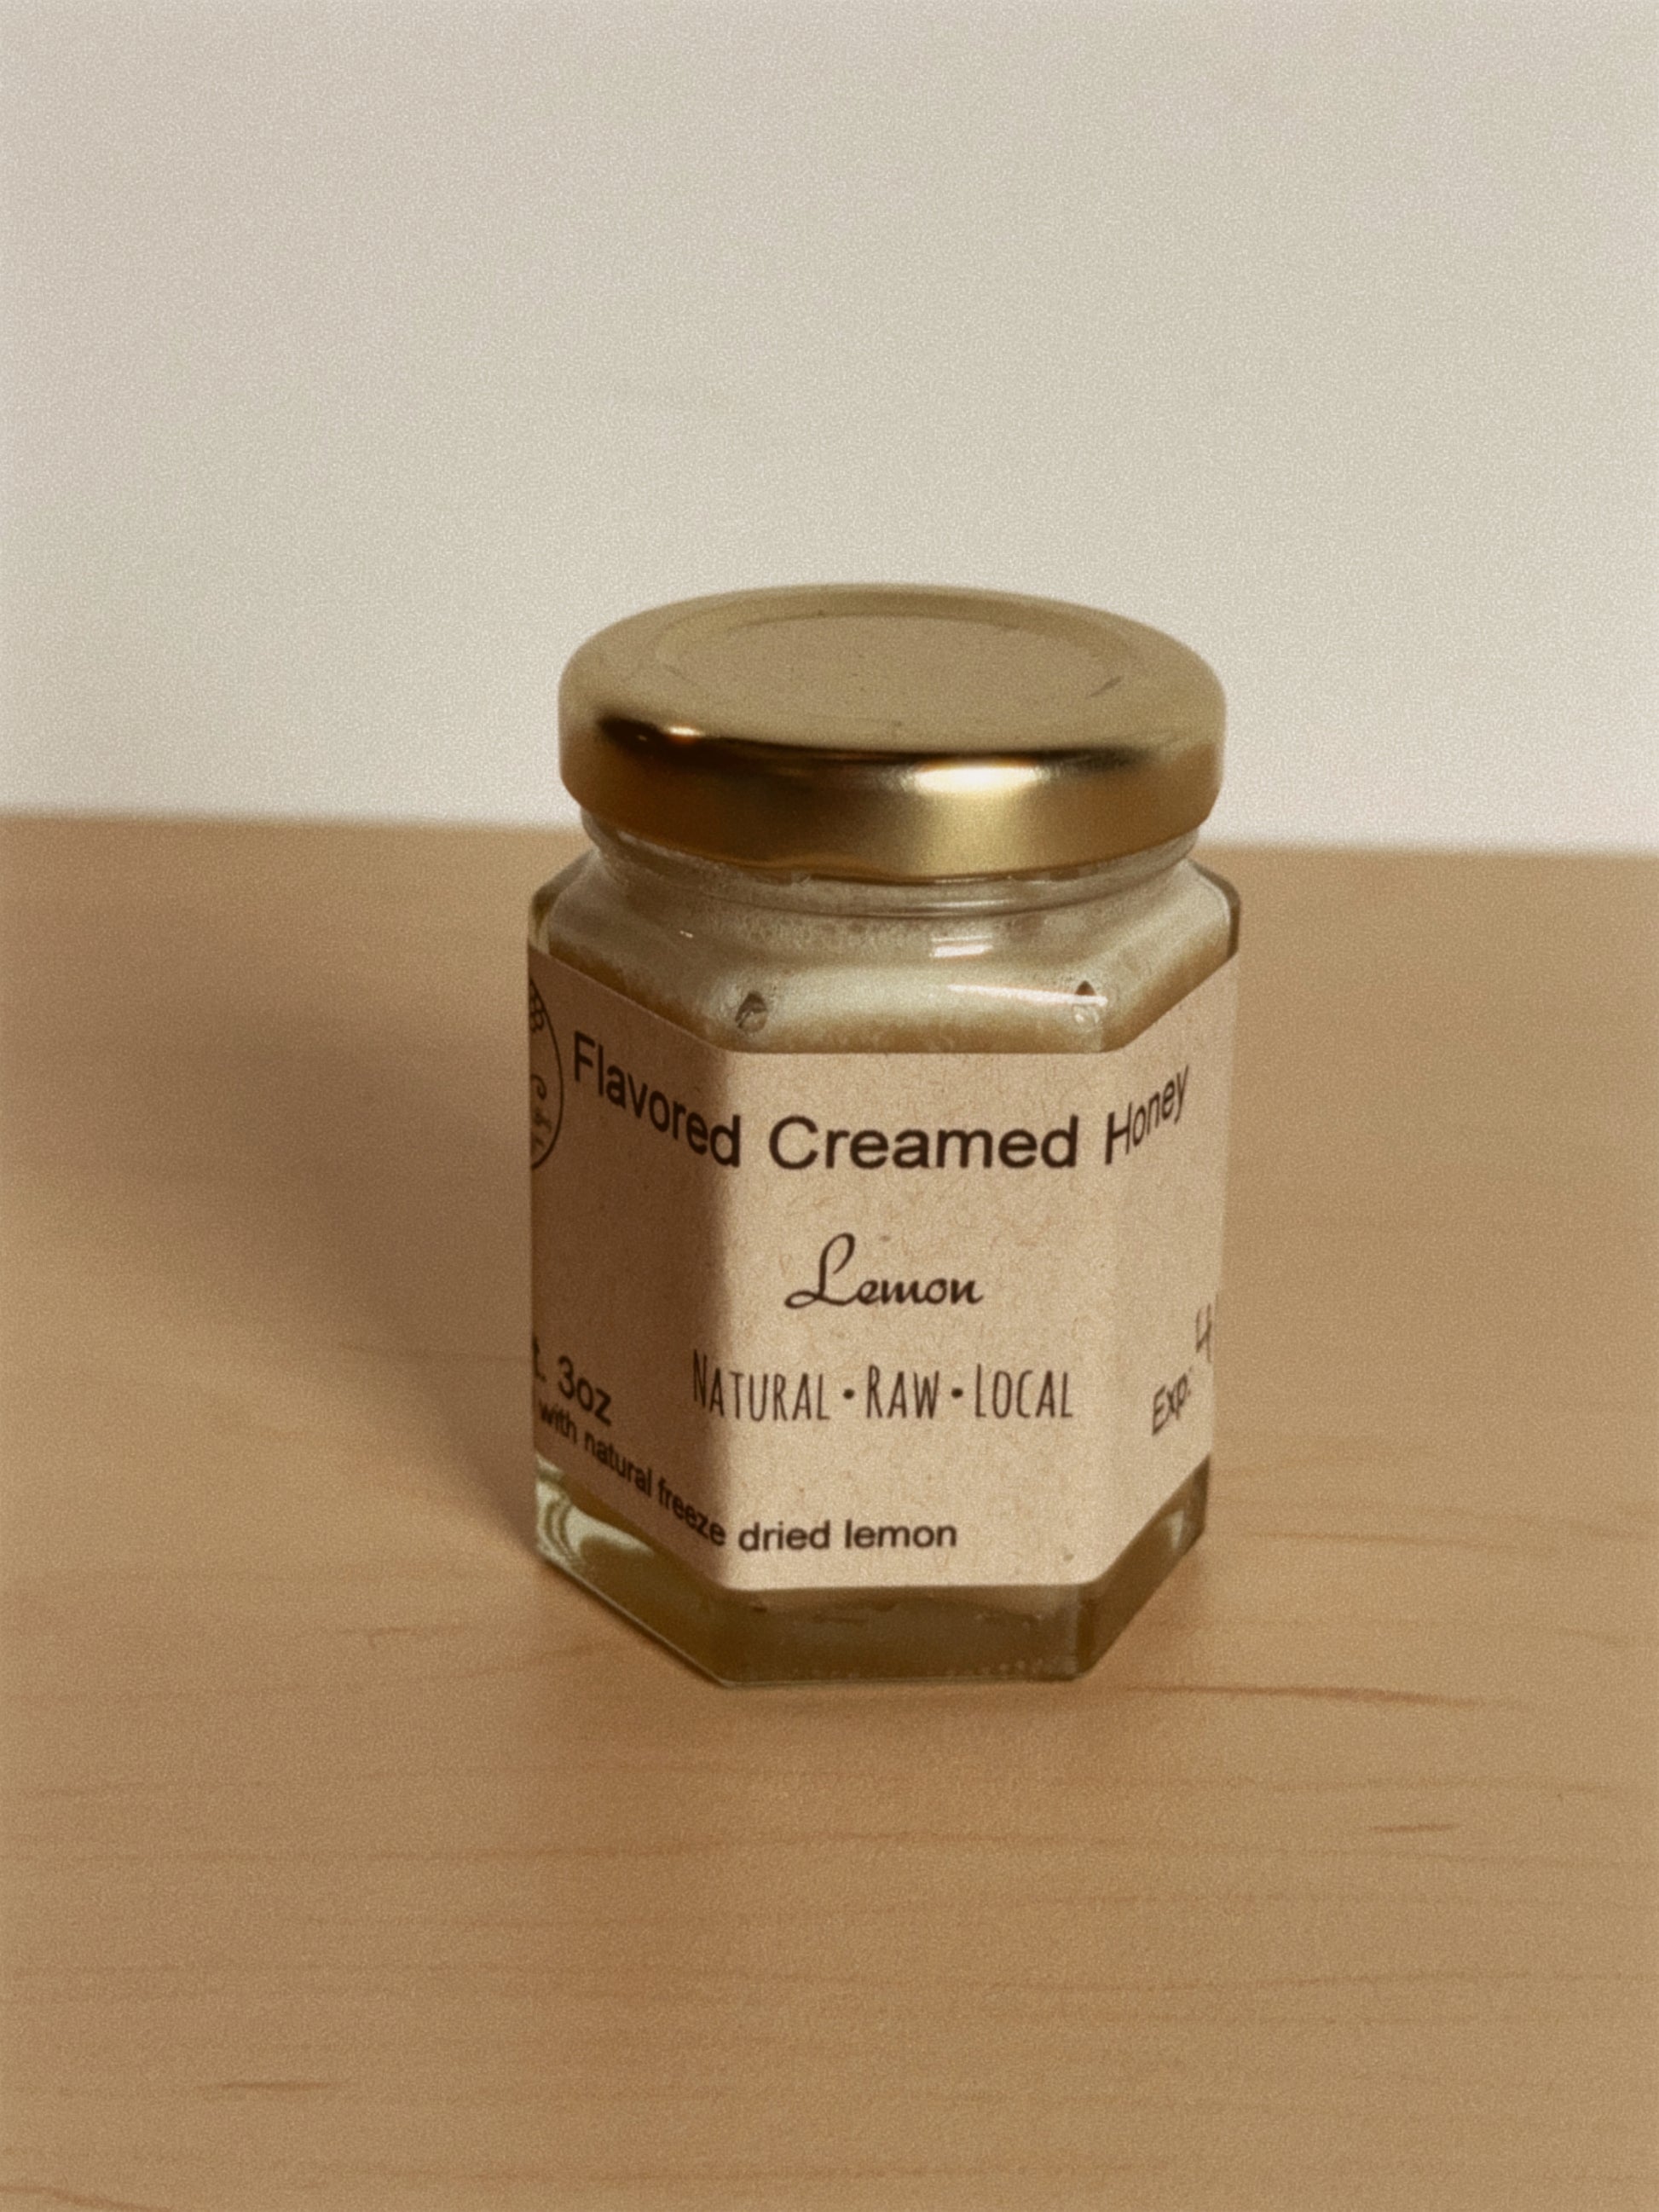 Flavored Creamed Honey
Lemon
NATURAL • RAW • LOCAL
3oz
Exp:
with natural freeze dried lemon